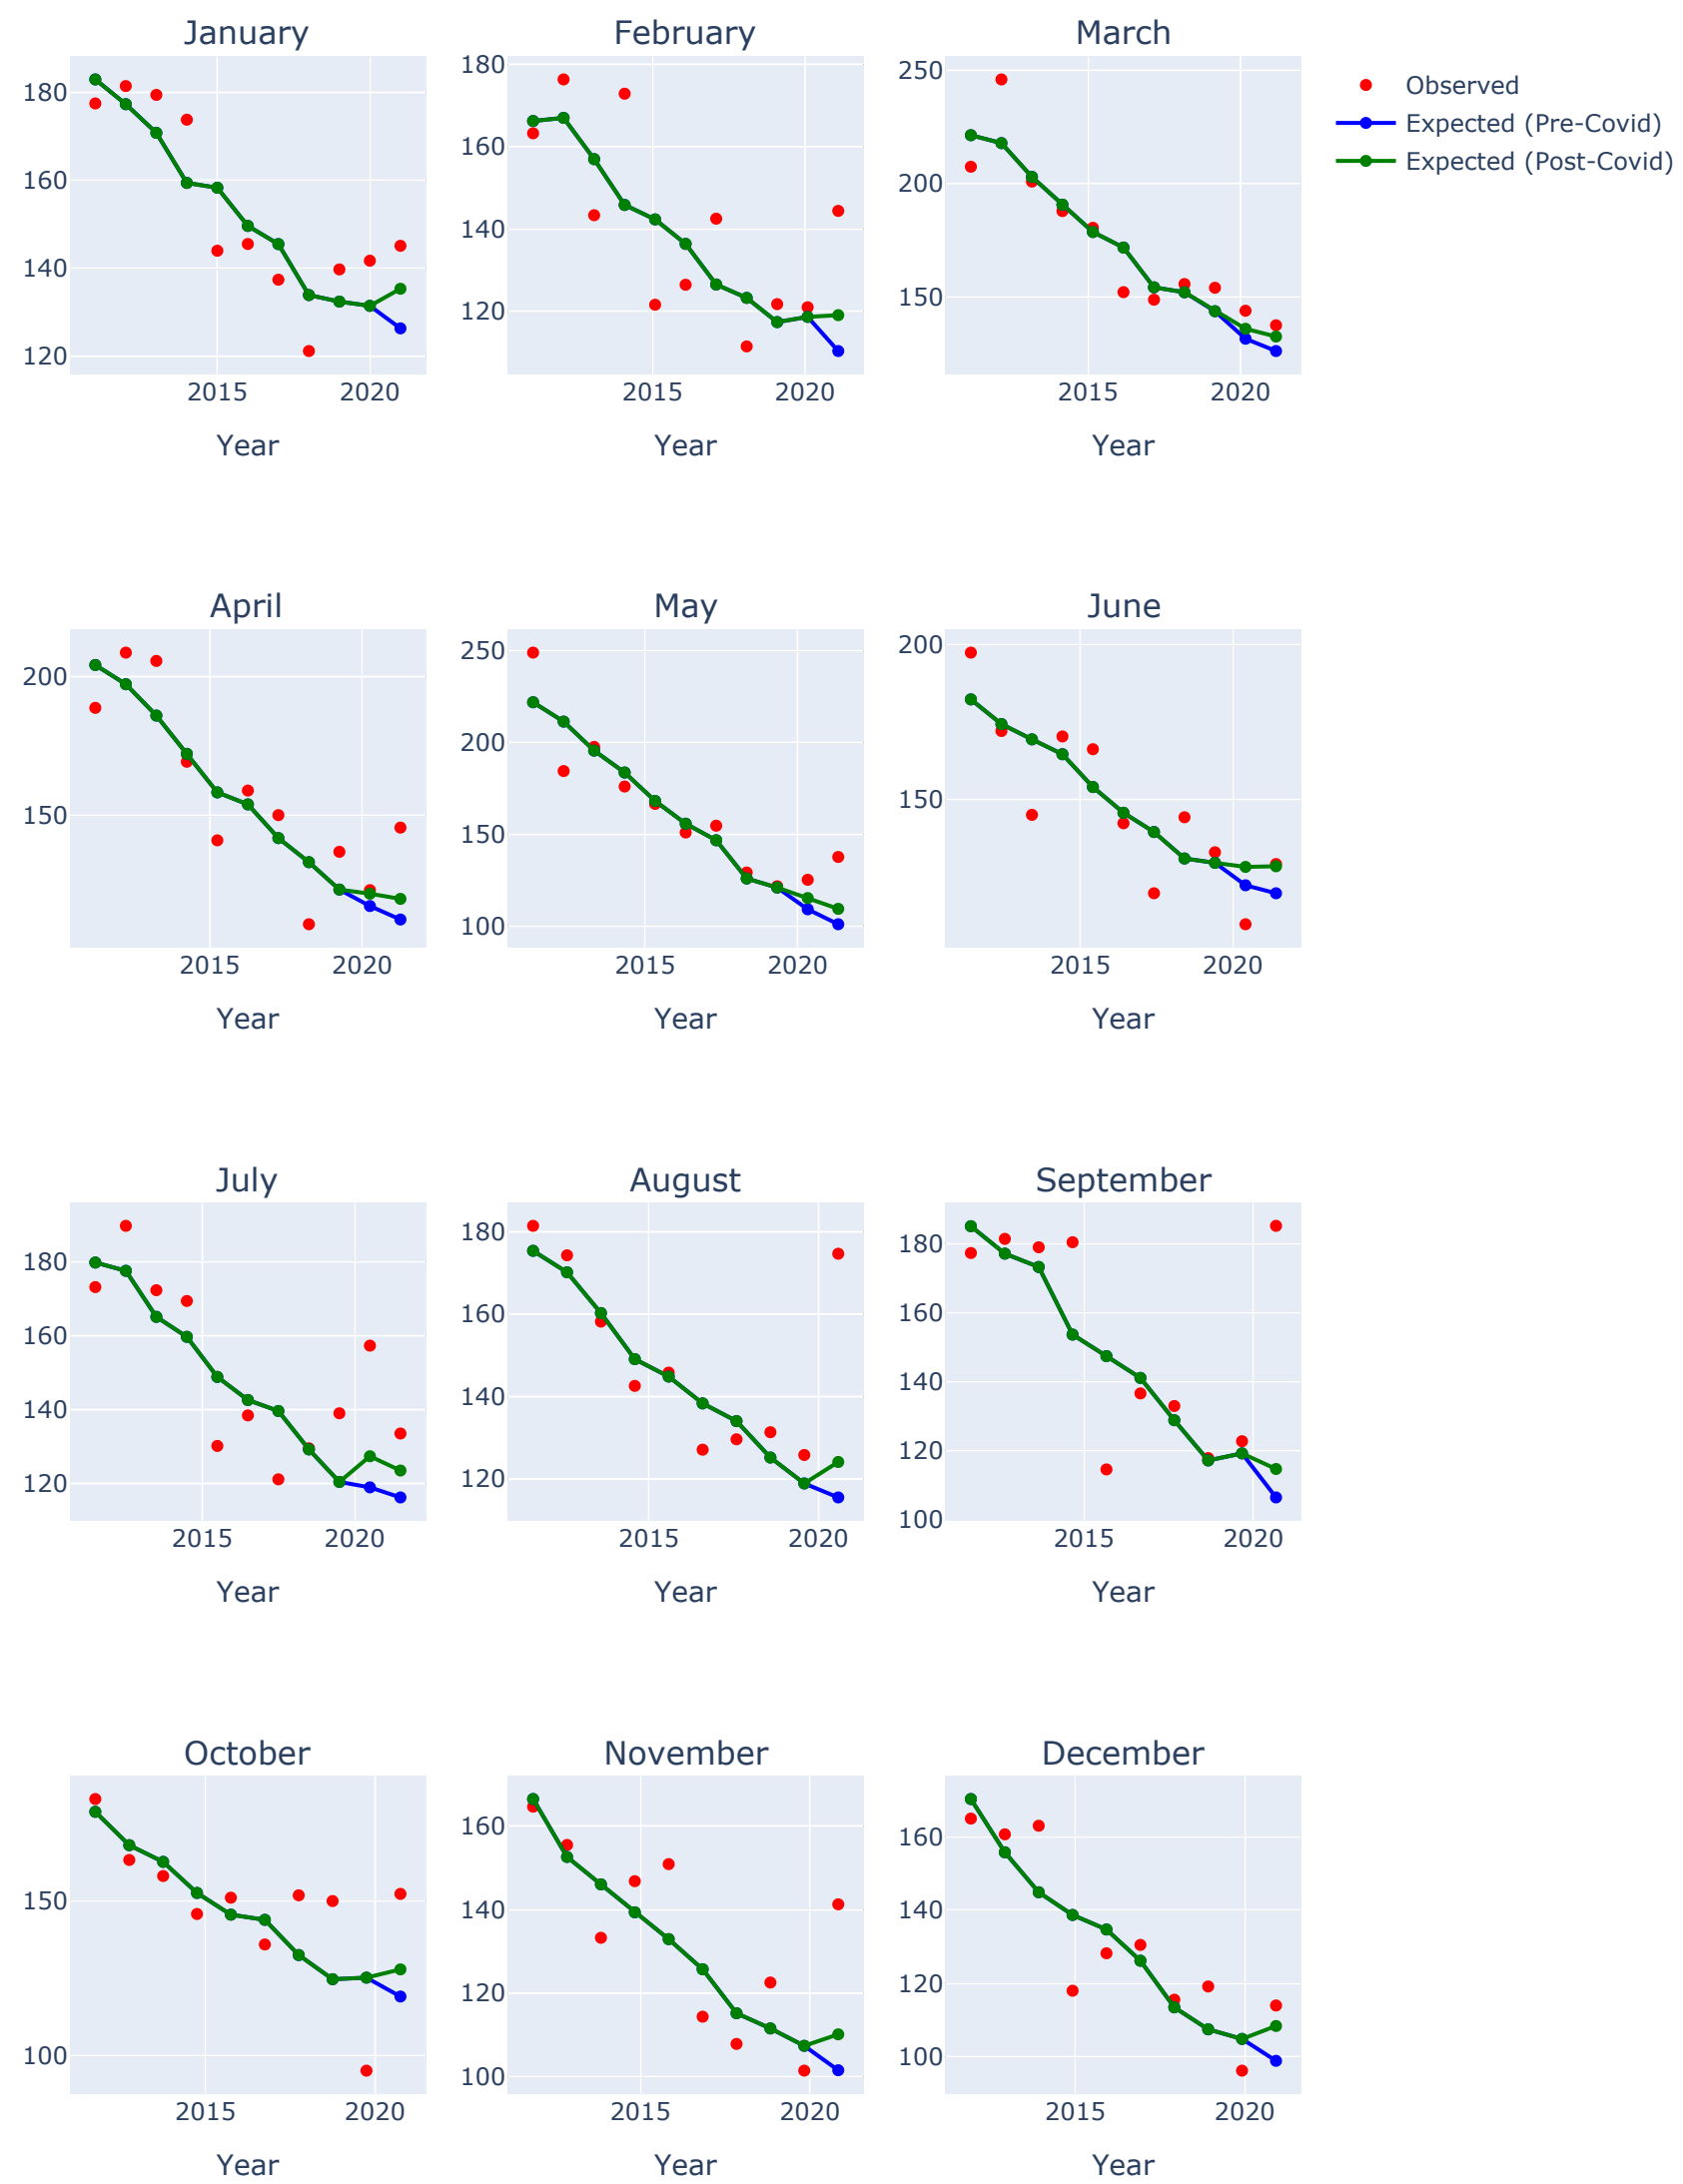 January
February
March
180
160
140
120
2015
2020
Year
180
160
140
120
2015
2020
Year
250
200
150
2015
2020
Year
Observed
Expected (Pre-Covid)
Expected (Post-Covid)
April
May
June
200
150
2015
2020
Year
250
200
150
100
2015
2020
Year
200
150
2015
2020
Year
July
August
September
180
160
140
120
2015
2020
Year
180
160
140
120
2015
2020
Year
180
160
140
120
100
2015
2020
Year
October
November
December
150
100
2015
2020
Year
160
140
120
100
2015
2020
Year
160
140
120
100
2015
2020
Year